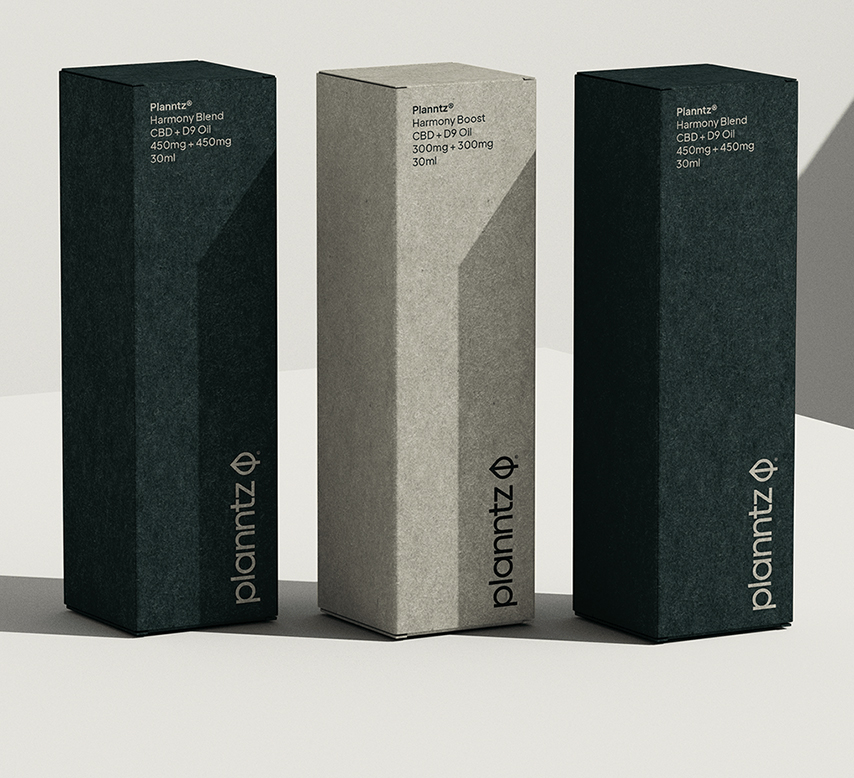 Planntz®
Harmony Blend
CBD + D9 Oil
450mg + 450mg
30ml
planntz
Planntz®
Harmony Boost
CBD + D9 Oil
300mg + 300mg
30ml
planntz
Planntz®
Harmony Blend
CBD + D9 Oil
450mg + 450mg
30ml
planntz